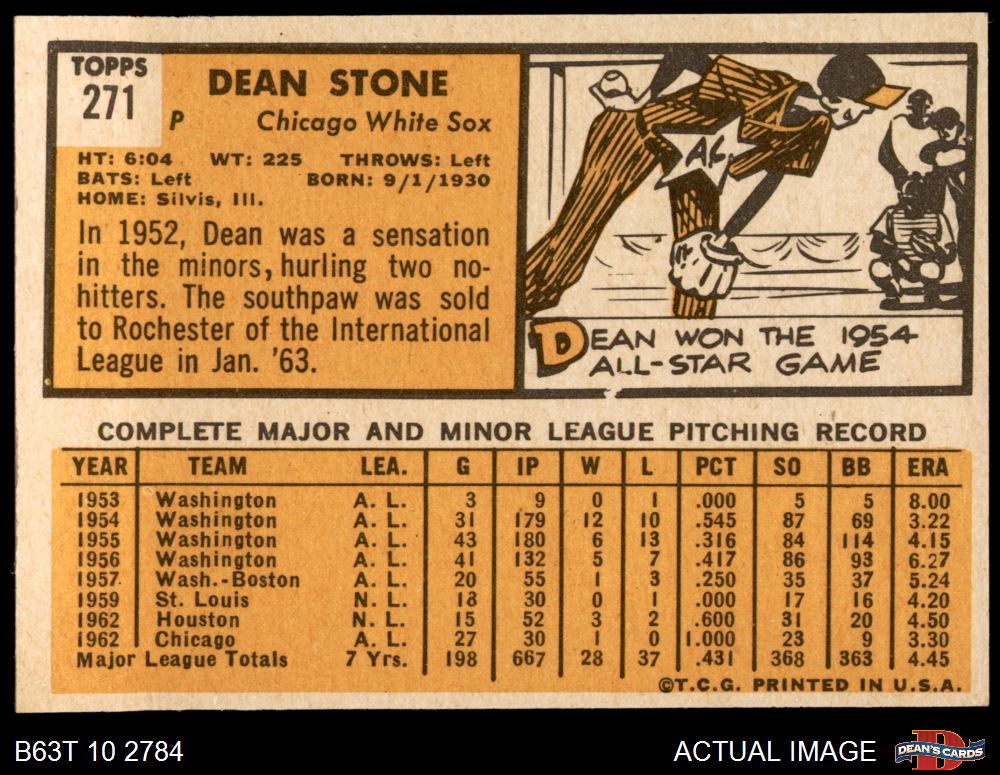 TOPPS
271
DEAN STONE
P Chicago White Sox
HT: 6:04 WT: 225 THROWS: Left
BATS: Left BORN: 9/1/1930
HOME: Silvis, Ill.
In 1952, Dean was a sensation
in the minors, hurling two no-
hitters. The southpaw was sold
to Rochester of the International
League in Jan. '63.
A.L.
DEAN WON THE 1954
ALL-STAR GAME
COMPLETE MAJOR AND MINOR LEAGUE PITCHING RECORD
YEAR TEAM LEA. G IP W L PCT SO BB ERA
1953 Washington A. L. 3 9 0 1 .000 5 5 8.00
1954 Washington A. L. 31 179 12 10 .545 87 69 3.22
1955 Washington A. L. 43 180 6 13 .316 84 114 4.15
1956 Washington A. L. 41 132 5 7 .417 86 93 6.27
1957 Wash.-Boston A. L. 20 55 1 3 .250 35 37 5.24
1959 St. Louis N. L. 18 30 0 1 .000 17 16 4.20
1962 Houston N. L. 15 52 3 2 .600 31 20 4.50
1962 Chicago A. L. 27 30 1 0 1.000 23 9 3.30
Major League Totals 7 Yrs. 198 667 28 37 .431 368 363 4.45
©T.C.G. PRINTED IN U.S.A.
B63T 10 2784
ACTUAL IMAGE
D
DEAN'S CARDS